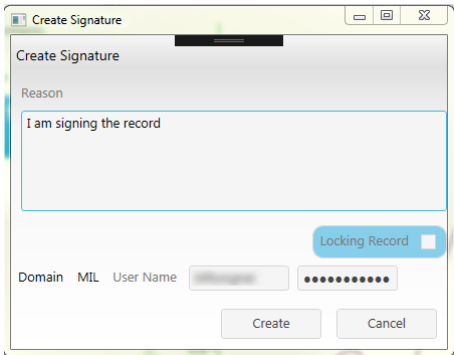 Create Signature
Create Signature
Reason
I am signing the record
Locking Record
Domain MIL User Name ●●●●●●●●●●●
Create Cancel